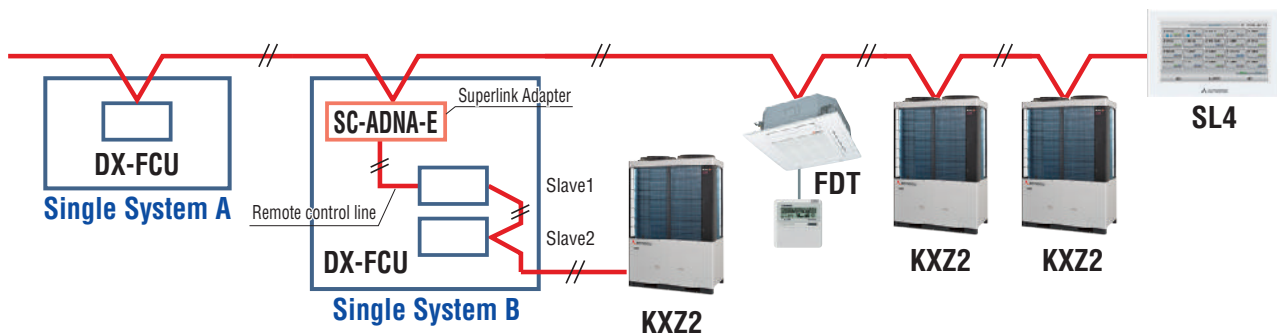 SL4
Superlink Adapter
SC-ADNA-E
DX-FCU
Single System A
Remote control line
Slave1
Slave2
DX-FCU
Single System B
KXZ2
FDT
KXZ2
KXZ2